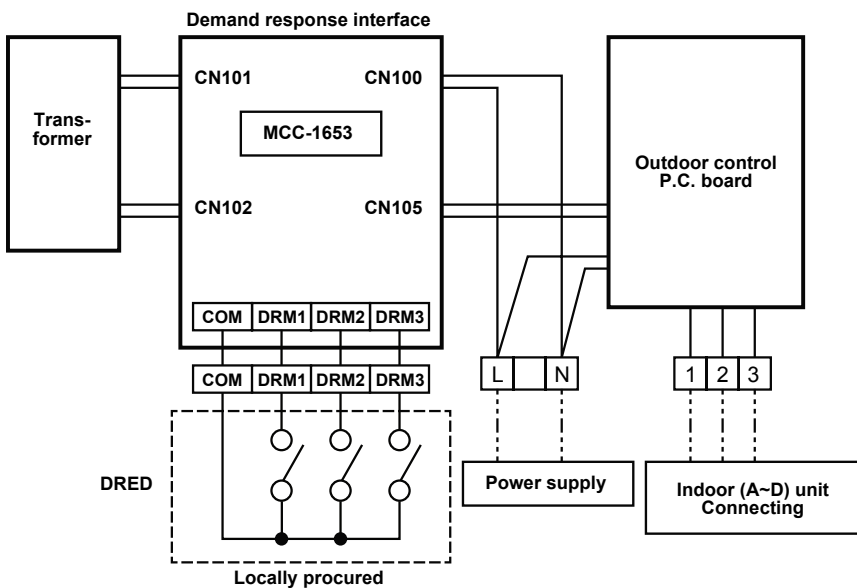 Demand response interface
Trans-
former
CN101
CN100
MCC-1653
CN102
CN105
Outdoor control
P.C. board
COM DRM1 DRM2 DRM3
COM DRM1 DRM2 DRM3
L N
1 2 3
DRED
Power supply
Indoor (A~D) unit
Connecting
Locally procured